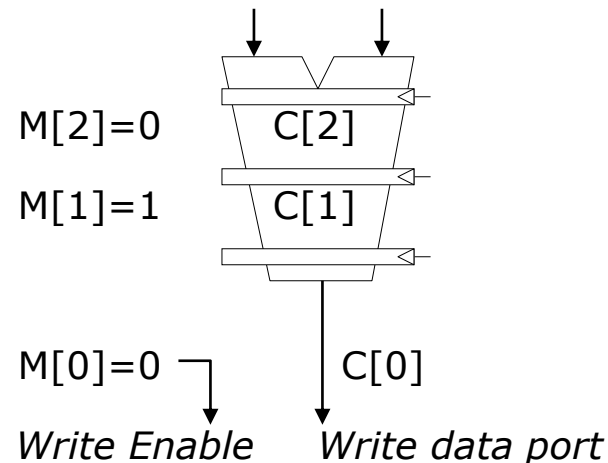 M[2]=0 C[2]
M[1]=1 C[1]
M[0]=0 C[0]
Write Enable Write data port